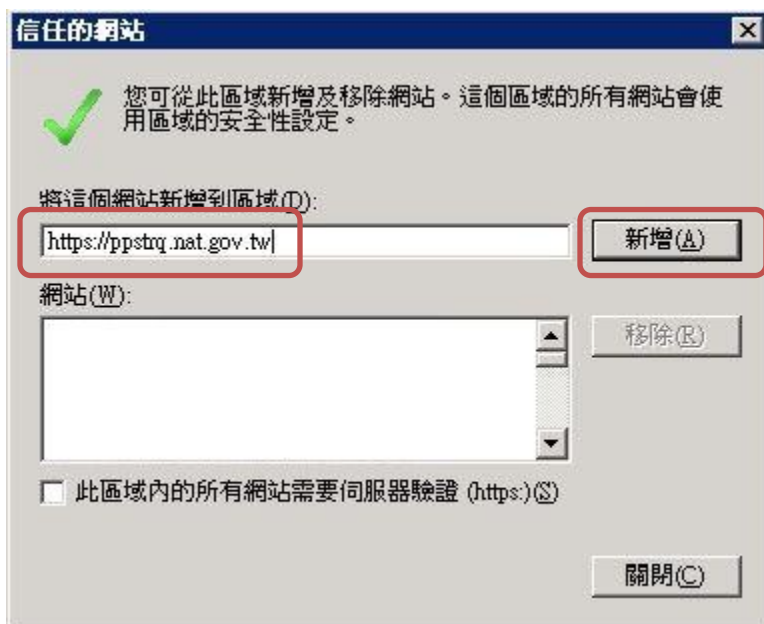 信任的網站
您可從此區域新增及移除網站。這個區域的所有網站會使
用區域的安全性設定。
將這個網站新增到區域(D):
https://ppstrq.nat.gov.tw
新增(A)
網站(W):
移除(R)
此區域內的所有網站需要伺服器驗證 (https:)(S)
關閉(C)